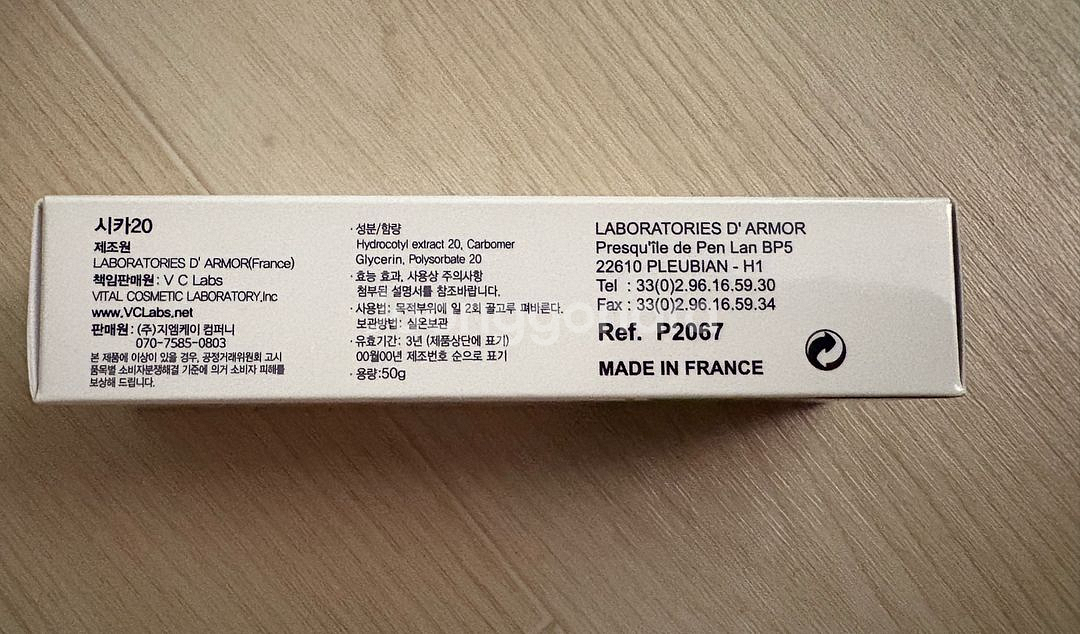 시카20
제조원
LABORATORIES D' ARMOR(France)
책임판매원 : V C Labs
VITAL COSMETIC LABORATORY,Inc
www.VCLabs.net
판매원 : (주)지엠케이 컴퍼니
070-7585-0803
본 제품에 이상이 있을 경우, 공정거래위원회 고시
품목별 소비자분쟁해결 기준에 의거 소비자 피해를
보상해 드립니다.
· 성분/함량
Hydrocotyl extract 20, Carbomer
Glycerin, Polysorbate 20
· 효능 효과, 사용상 주의사항
첨부된 설명서를 참조바랍니다.
· 사용법: 목적부위에 일 2회 골고루 펴바른다.
보관방법: 실온보관
· 유효기간: 3년 (제품상단에 표기)
00월00년 제조번호 순으로 표기
· 용량:50g
LABORATORIES D' ARMOR
Presqu'île de Pen Lan BP5
22610 PLEUBIAN - H1
Tel : 33(0)2.96.16.59.30
Fax : 33(0)2.96.16.59.34
Ref. P2067
MADE IN FRANCE